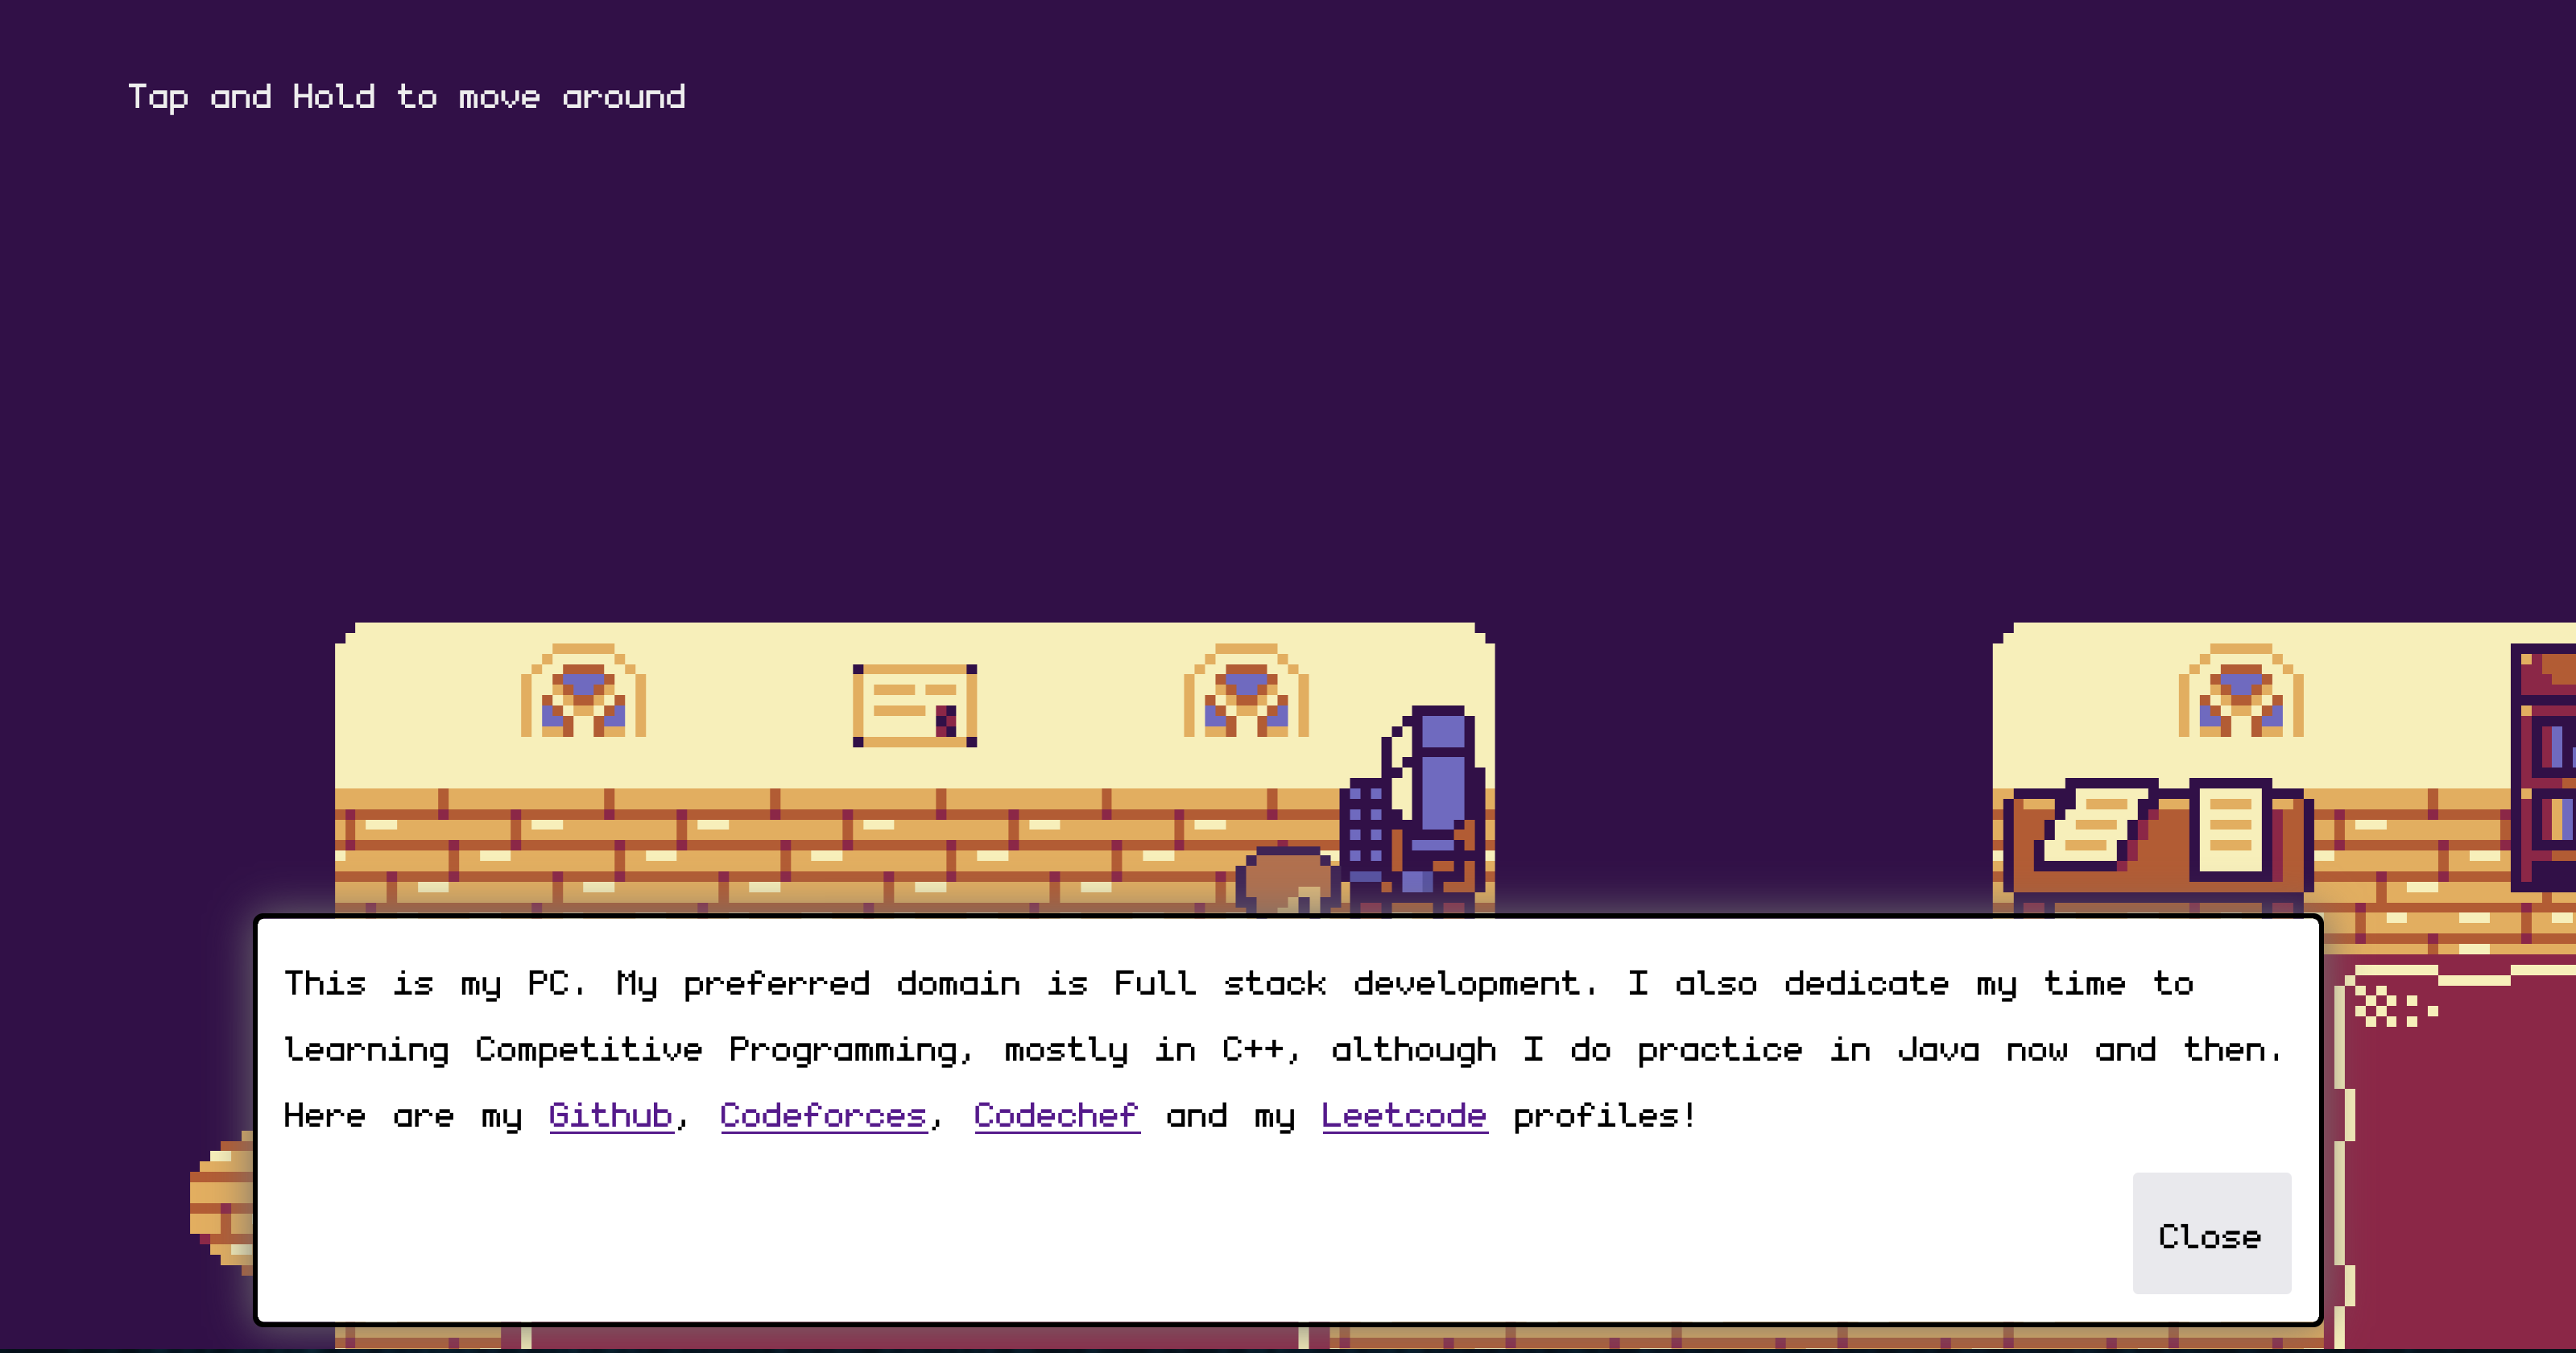 Tap and Hold to move around
This is my PC. My preferred domain is Full stack development. I also dedicate my time to
learning Competitive Programming, mostly in C++, although I do practice in Java now and then.
Here are my Github, Codeforces, Codechef and my Leetcode profiles!
Close